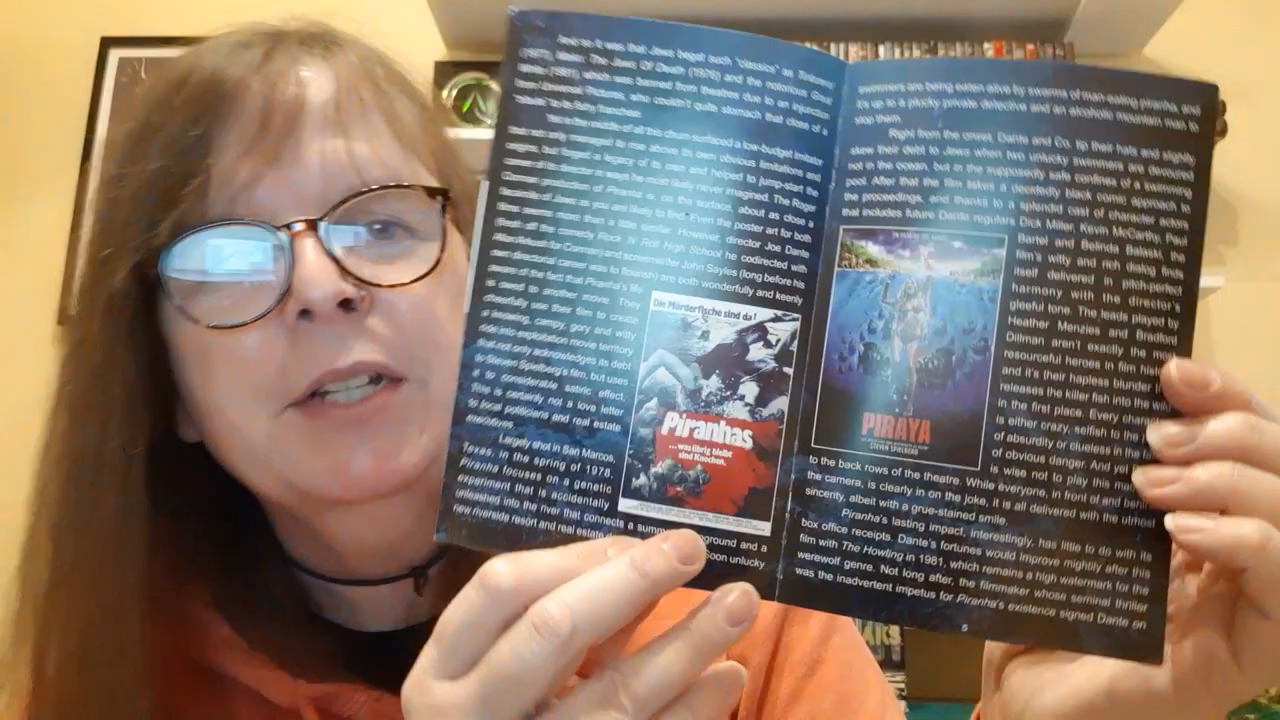 And so it was that Jaws begat such "classics" as Tintorera
(1977), Mako: The Jaws Of Death (1976) and the notorious Great
White (1981), which was banned from theatres due to an injunction
from Universal Pictures, who couldn't quite stomach that close of a
to its fishy franchise.
Yet in the middle of all this chum surfaced a low-budget imitator
that not only managed to rise above its own obvious limitations and
origins, but forged a legacy of its own and helped to jump-start the
career of its director in ways he most likely never imagined. The Roger
Corman production of Piranha is, on the surface, about as close a
facsimile of Jaws as you are likely to find. Even the poster art for both
films seems more than a little similar. However, director Joe Dante
(fresh off the comedy Rock 'N' Roll High School he codirected with
Allan Arkush for Corman) and screenwriter John Sayles (long before his
own directorial career was to flourish) are both wonderfully and keenly
aware of the fact that Piranha's life
is owed to another movie. They
cheerfully use their film to create
a knowing, campy, gory and witty
ride into exploitation movie territory
that not only acknowledges its debt
to Steven Spielberg's film, but uses
it to considerable satiric effect.
This is certainly not a love letter
to local politicians and real estate
executives.
Largely shot in San Marcos,
Texas, in the spring of 1978,
Piranha focuses on a genetic
experiment that is accidentally
unleashed into the river that connects a summ ground and a
new riverside resort and real estate Soon unlucky
Die Mörderfische sind da!
Piranhas
...was übrig bleibt
sind Knochen.
swimmers are being eaten alive by swarms of man-eating piranha, and
it's up to a plucky private detective and an alcoholic mountain man to
stop them.
Right from the onset, Dante and Co. tip their hats and slightly
skew their debt to Jaws when two unlucky swimmers are devoured
not in the ocean, but in the supposedly safe confines of a swimming
pool. After that the film takes a decidedly black comic approach to
the proceedings, and thanks to a splendid cast of character actors
that includes future Dante regulars Dick Miller, Kevin McCarthy, Paul
Bartel and Belinda Balaski, the
film's witty and rich dialog finds
itself delivered in pitch-perfect
harmony with the director's
gleeful tone. The leads played by
Heather Menzies and Bradford
Dillman aren't exactly the mo
resourceful heroes in film his
and it's their hapless blunder
releases the killer fish into the w
in the first place. Every cha
is either crazy, selfish to the
of absurdity or clueless in the
of obvious danger. And yet
is wise not to play this m
to the back rows of the theatre. While everyone, in front of and behi
the camera, is clearly in on the joke, it is all delivered with the utmost
sincerity, albeit with a grue-stained smile.
Piranha's lasting impact, interestingly, has little to do with its
box office receipts. Dante's fortunes would improve mightily after this
film with The Howling in 1981, which remains a high watermark for the
werewolf genre. Not long after, the filmmaker whose seminal thriller
was the inadvertent impetus for Piranha's existence signed Dante on
PIRAYA
STEVEN SPIELBERG
5